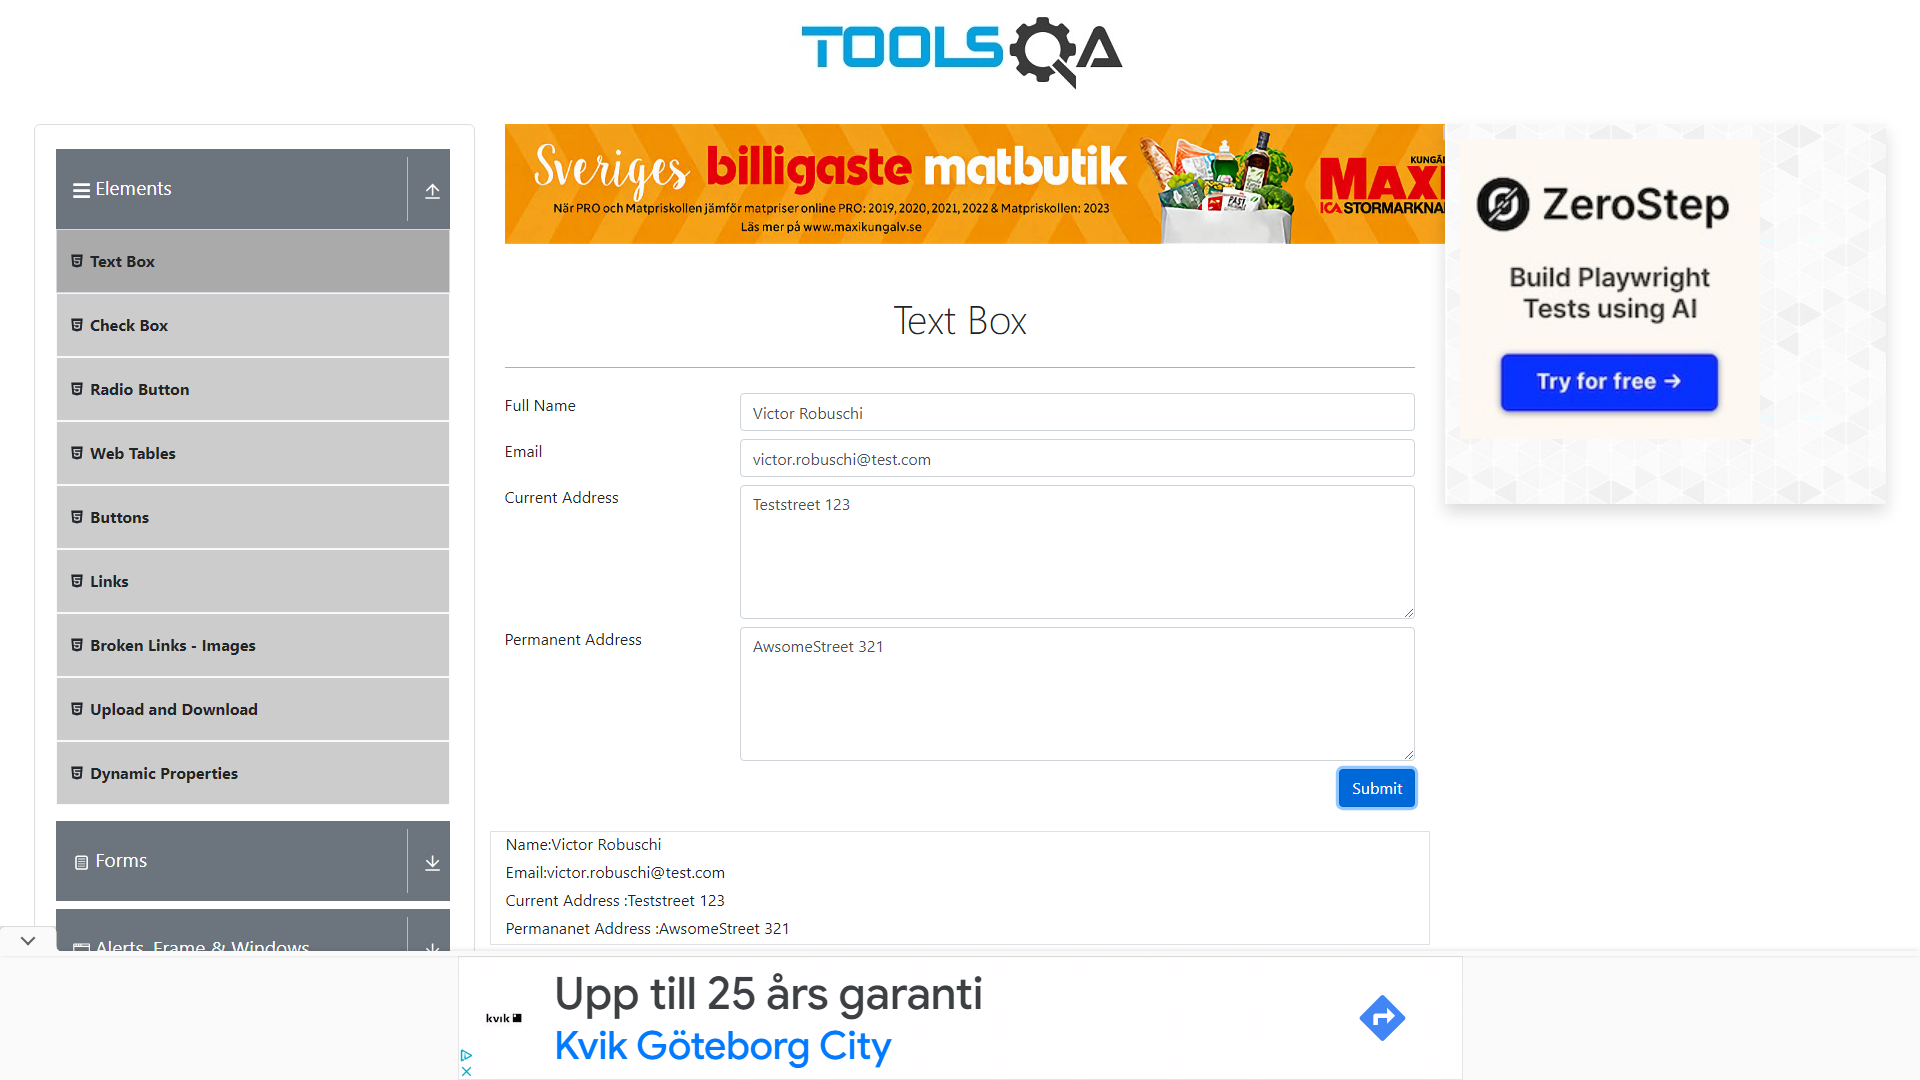 TOOLSQA
Elements
Text Box
Check Box
Radio Button
Web Tables
Buttons
Links
Broken Links - Images
Upload and Download
Dynamic Properties
Forms
Alerts, Frame & Windows
Sveriges billigaste matbutik
När PRO och Matpriskollen jämför matpriser online PRO: 2019, 2020, 2021, 2022 & Matpriskollen: 2023
Läs mer på www.maxikungalv.se
KUNGÄL
MAXI
ICA STORMARKNA
Text Box
Full Name
Victor Robuschi
Email
victor.robuschi@test.com
Current Address
Teststreet 123
Permanent Address
AwsomeStreet 321
Submit
Name:Victor Robuschi
Email:victor.robuschi@test.com
Current Address :Teststreet 123
Permananet Address :AwsomeStreet 321
ZeroStep
Build Playwright
Tests using AI
Try for free →
kvik
Upp till 25 års garanti
Kvik Göteborg City